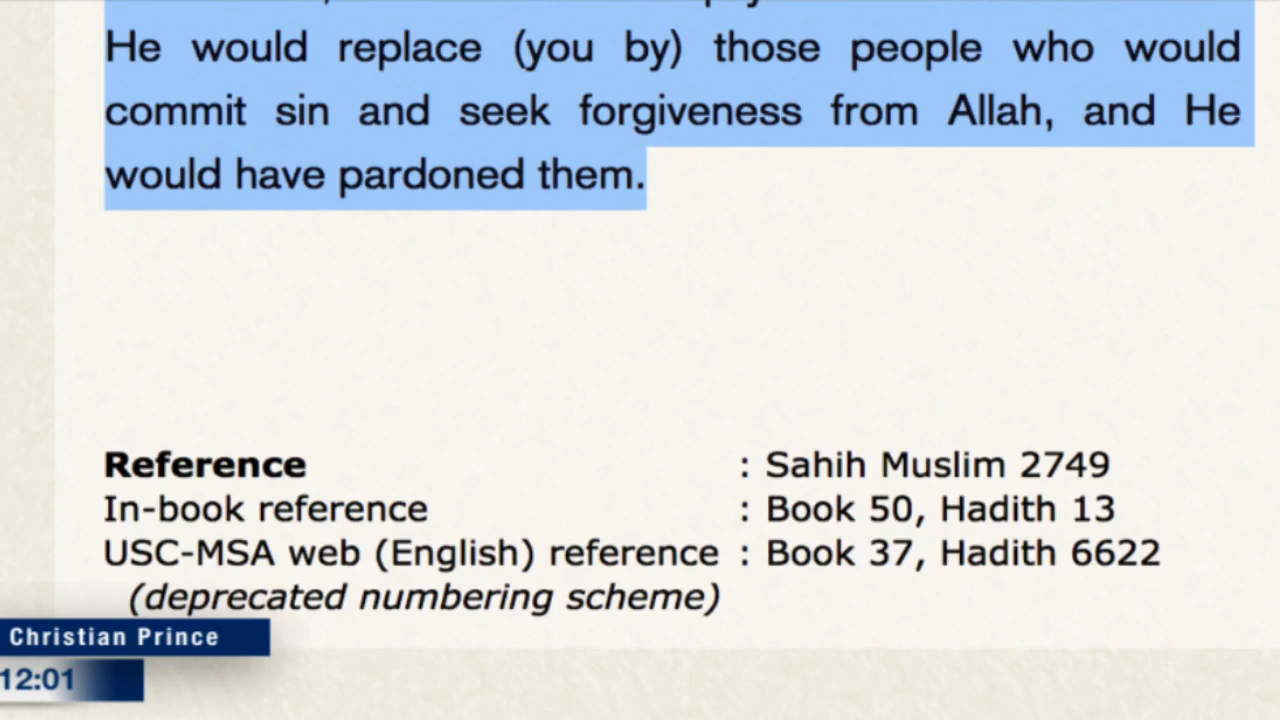 He would replace (you by) those people who would
commit sin and seek forgiveness from Allah, and He
would have pardoned them.
Reference : Sahih Muslim 2749
In-book reference : Book 50, Hadith 13
USC-MSA web (English) reference : Book 37, Hadith 6622
(deprecated numbering scheme)
Christian Prince
12:01